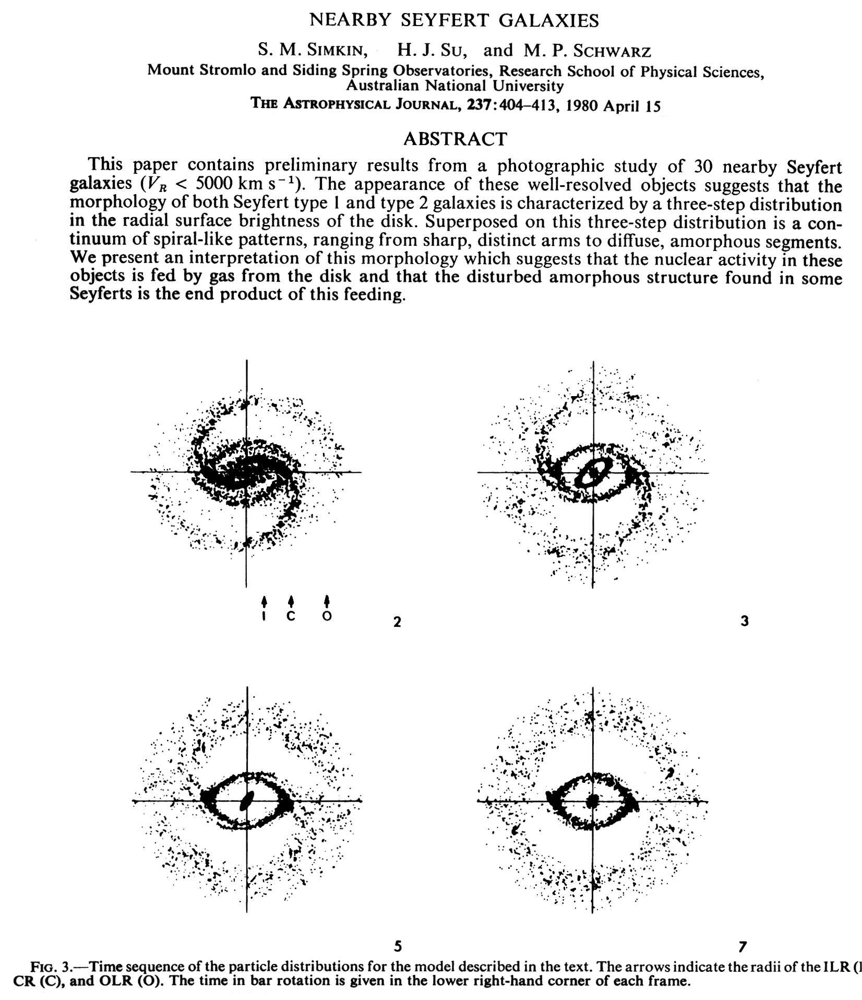 NEARBY SEYFERT GALAXIES
S. M. SIMKIN, H. J. SU, and M. P. SCHWARZ
Mount Stromlo and Siding Spring Observatories, Research School of Physical Sciences,
Australian National University
THE ASTROPHYSICAL JOURNAL, 237:404–413, 1980 April 15
ABSTRACT
This paper contains preliminary results from a photographic study of 30 nearby Seyfert
galaxies (V_R < 5000 km s⁻¹). The appearance of these well-resolved objects suggests that the
morphology of both Seyfert type 1 and type 2 galaxies is characterized by a three-step distribution
in the radial surface brightness of the disk. Superposed on this three-step distribution is a con-
tinuum of spiral-like patterns, ranging from sharp, distinct arms to diffuse, amorphous segments.
We present an interpretation of this morphology which suggests that the nuclear activity in these
objects is fed by gas from the disk and that the disturbed amorphous structure found in some
Seyferts is the end product of this feeding.
I C O
2
3
5
7
FIG. 3.—Time sequence of the particle distributions for the model described in the text. The arrows indicate the radii of the ILR (I
CR (C), and OLR (O). The time in bar rotation is given in the lower right-hand corner of each frame.